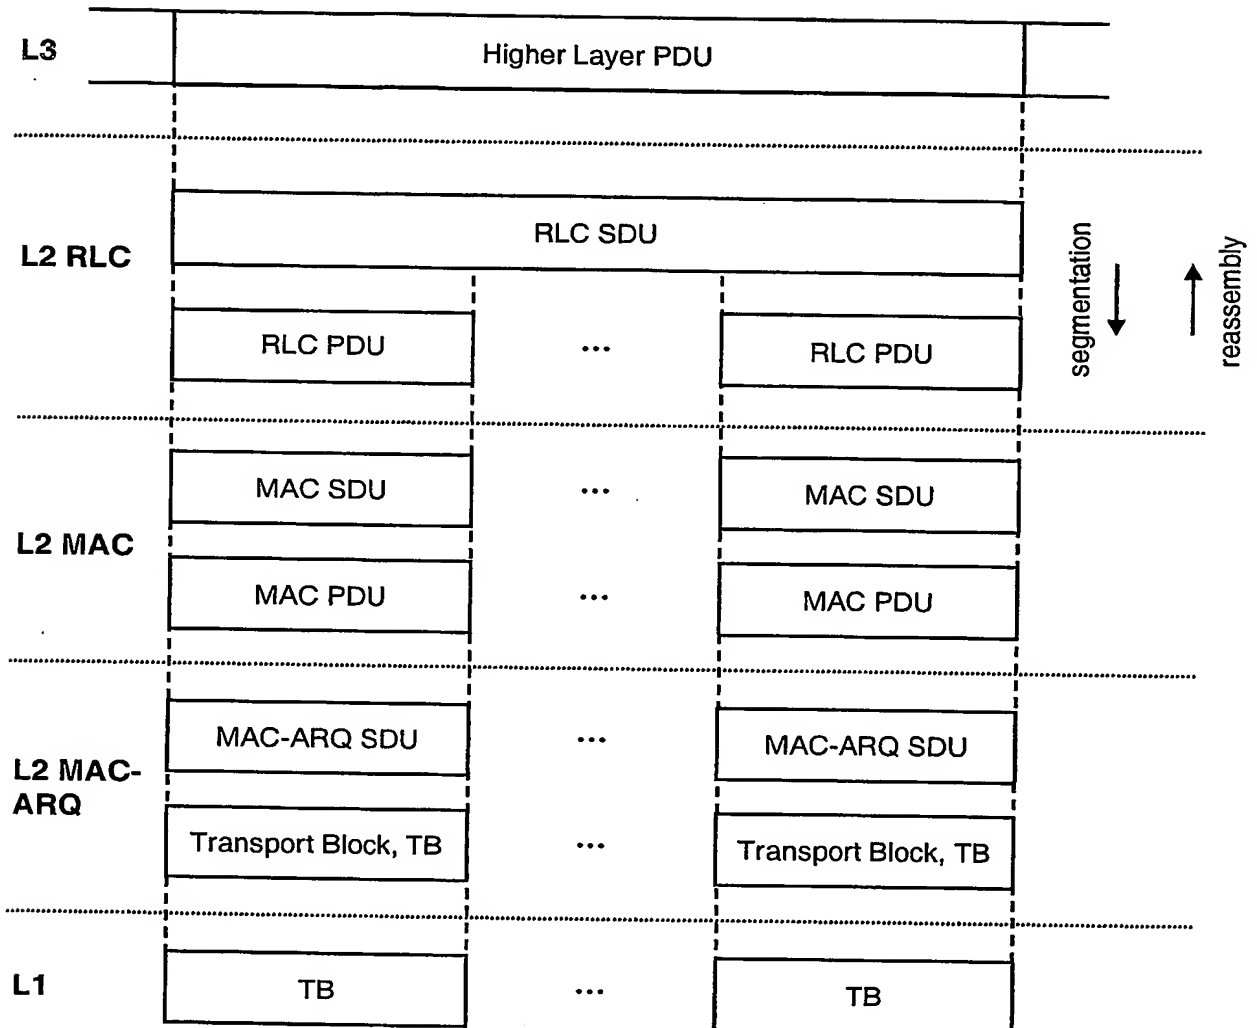 L3
Higher Layer PDU
L2 RLC
RLC SDU
segmentation
reassembly
RLC PDU
...
RLC PDU
L2 MAC
MAC SDU
...
MAC SDU
MAC PDU
...
MAC PDU
L2 MAC-
ARQ
MAC-ARQ SDU
...
MAC-ARQ SDU
Transport Block, TB
...
Transport Block, TB
L1
TB
...
TB